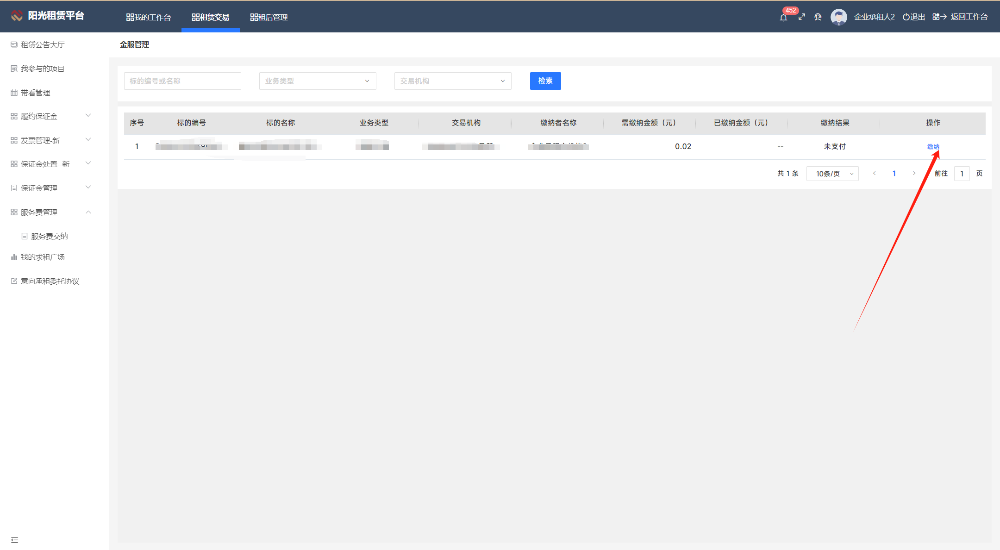 阳光租赁平台
我的工作台 租赁交易 租后管理
452 企业承租人2 退出 返回工作台
租赁公告大厅
我参与的项目
带看管理
履约保证金
发票管理-新
保证金处置--新
保证金管理
服务费管理
服务费交纳
我的求租广场
意向承租委托协议
金服管理
标的编号或名称 业务类型 交易机构 检索
序号 标的编号 标的名称 业务类型 交易机构 缴纳者名称 需缴纳金额（元） 已缴纳金额（元） 缴纳结果 操作
1 0.02 -- 未支付 缴纳
共 1 条 10条/页 1 前往 1 页